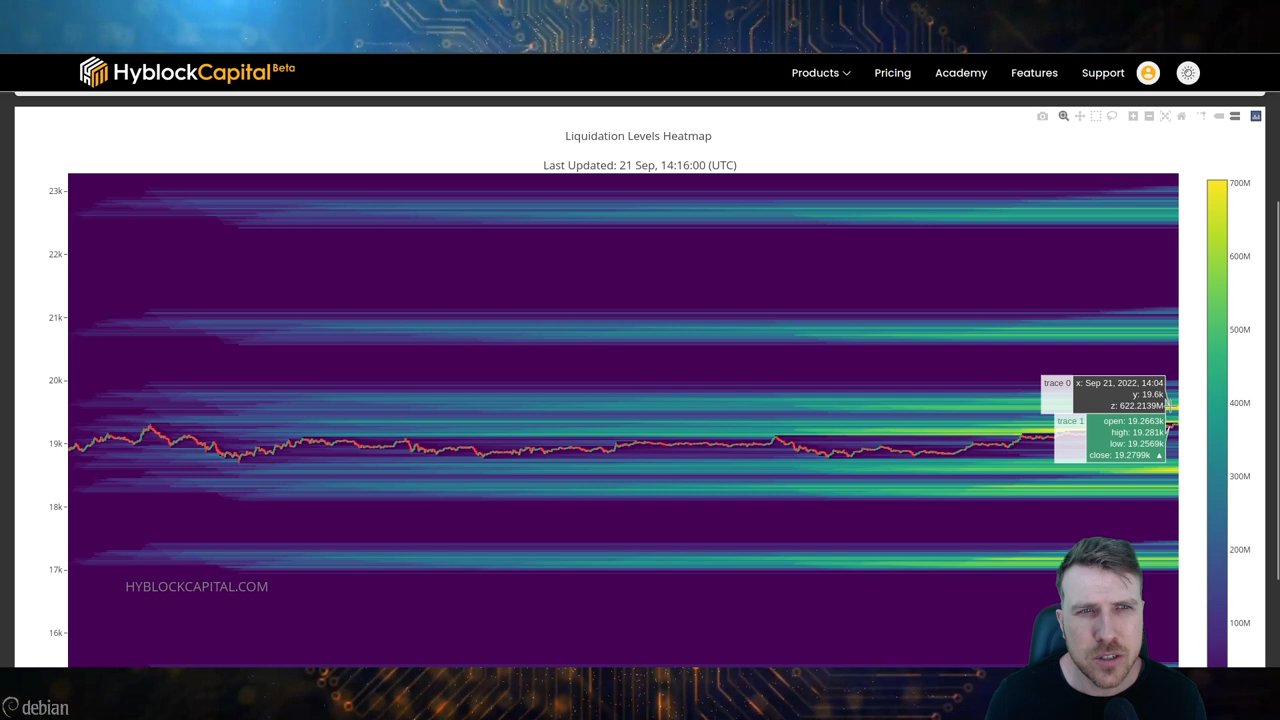 HyblockCapital Beta
Products Pricing Academy Features Support
Liquidation Levels Heatmap
Last Updated: 21 Sep, 14:16:00 (UTC)
23k
22k
21k
20k
19k
18k
17k
16k
700M
600M
500M
400M
300M
200M
100M
trace 0
x: Sep 21, 2022, 14:04
y: 19.6k
z: 622.2139M
trace 1
open: 19.2663k
high: 19.281k
low: 19.2569k
close: 19.2799k ▲
HYBLOCKCAPITAL.COM
debian